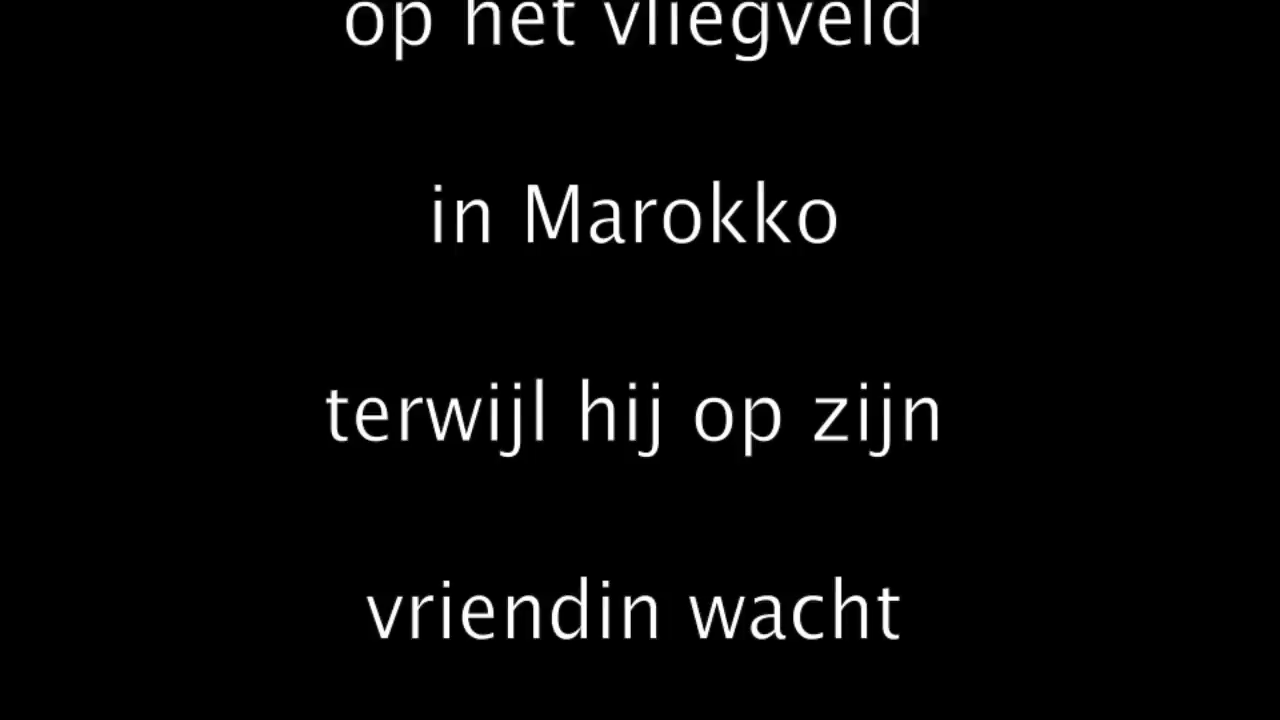 op het vliegveld
in Marokko
terwijl hij op zijn
vriendin wacht